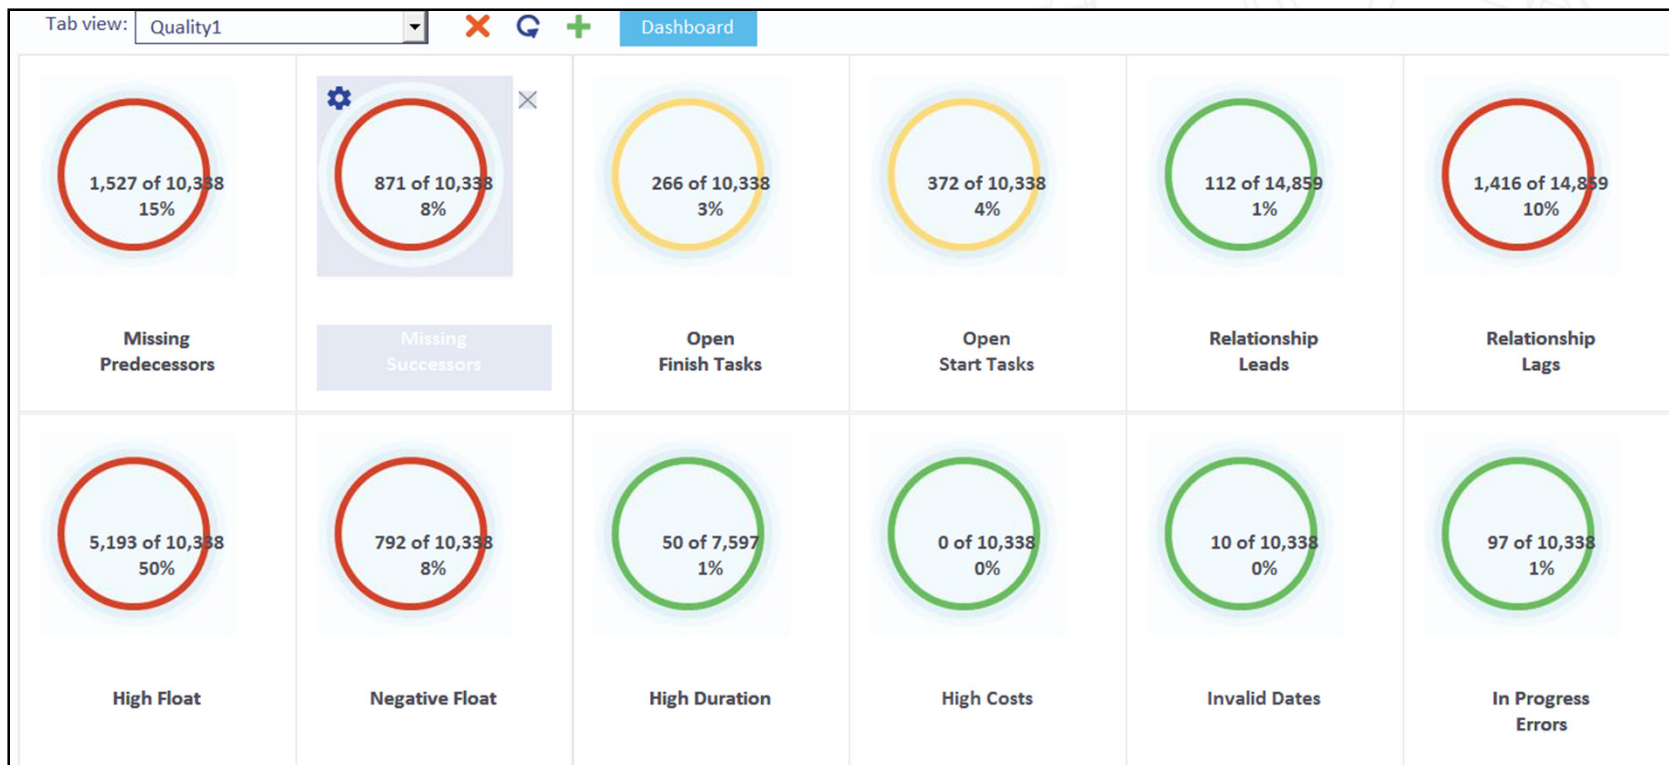 Tab view: Quality1 Dashboard
1,527 of 10,338
15%
Missing
Predecessors
871 of 10,338
8%
Missing
Successors
266 of 10,338
3%
Open
Finish Tasks
372 of 10,338
4%
Open
Start Tasks
112 of 14,859
1%
Relationship
Leads
1,416 of 14,859
10%
Relationship
Lags
5,193 of 10,338
50%
High Float
792 of 10,338
8%
Negative Float
50 of 7,597
1%
High Duration
0 of 10,338
0%
High Costs
10 of 10,338
0%
Invalid Dates
97 of 10,338
1%
In Progress
Errors